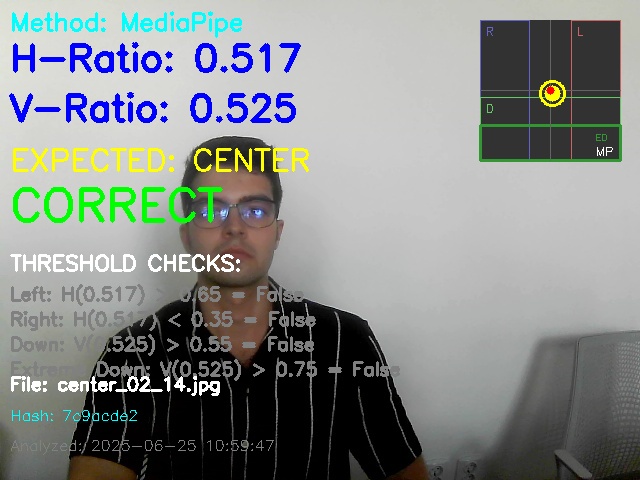 Method: MediaPipe
H-Ratio: 0.517
V-Ratio: 0.525
EXPECTED: CENTER
CORRECT
THRESHOLD CHECKS:
Left: H(0.517) > 0.65 = False
Right: H(0.517) < 0.35 = False
Down: V(0.525) > 0.55 = False
Extreme Down: V(0.525) > 0.75 = False
File: center_02_14.jpg
Hash: 7c9acde2
Analyzed: 2025-06-25 10:59:47
R
L
D
ED
MP